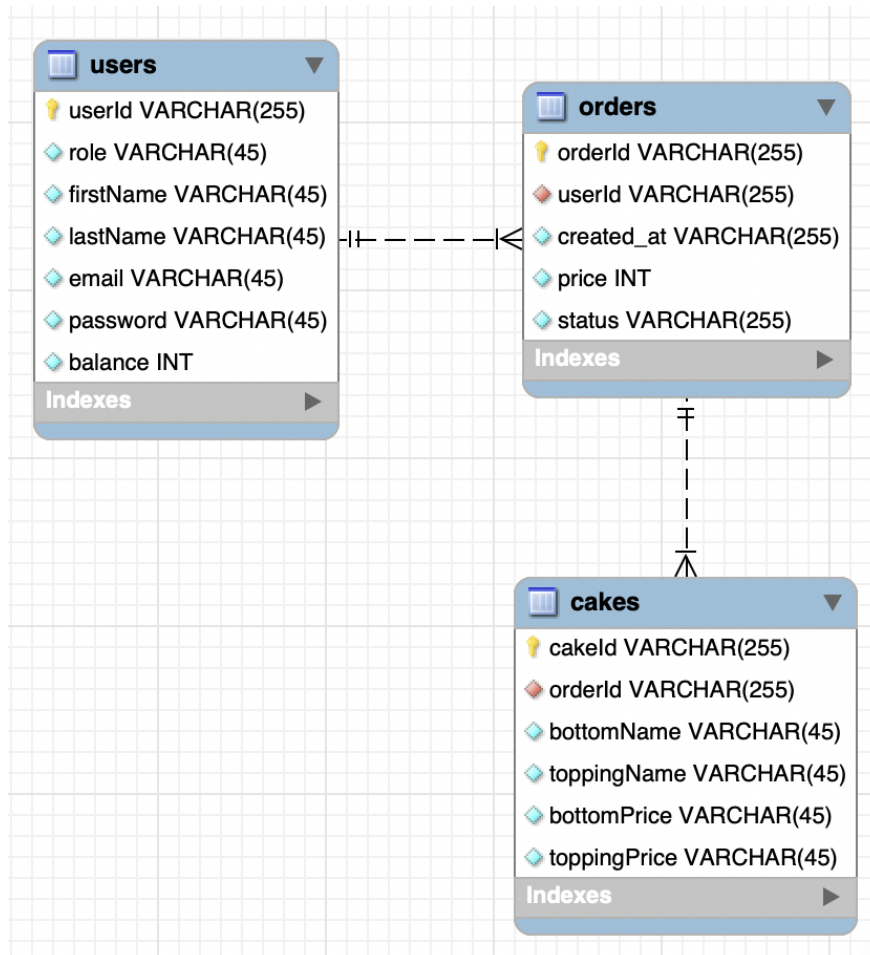 users
userId VARCHAR(255)
role VARCHAR(45)
firstName VARCHAR(45)
lastName VARCHAR(45)
email VARCHAR(45)
password VARCHAR(45)
balance INT
Indexes
orders
orderId VARCHAR(255)
userId VARCHAR(255)
created_at VARCHAR(255)
price INT
status VARCHAR(255)
Indexes
cakes
cakeId VARCHAR(255)
orderId VARCHAR(255)
bottomName VARCHAR(45)
toppingName VARCHAR(45)
bottomPrice VARCHAR(45)
toppingPrice VARCHAR(45)
Indexes